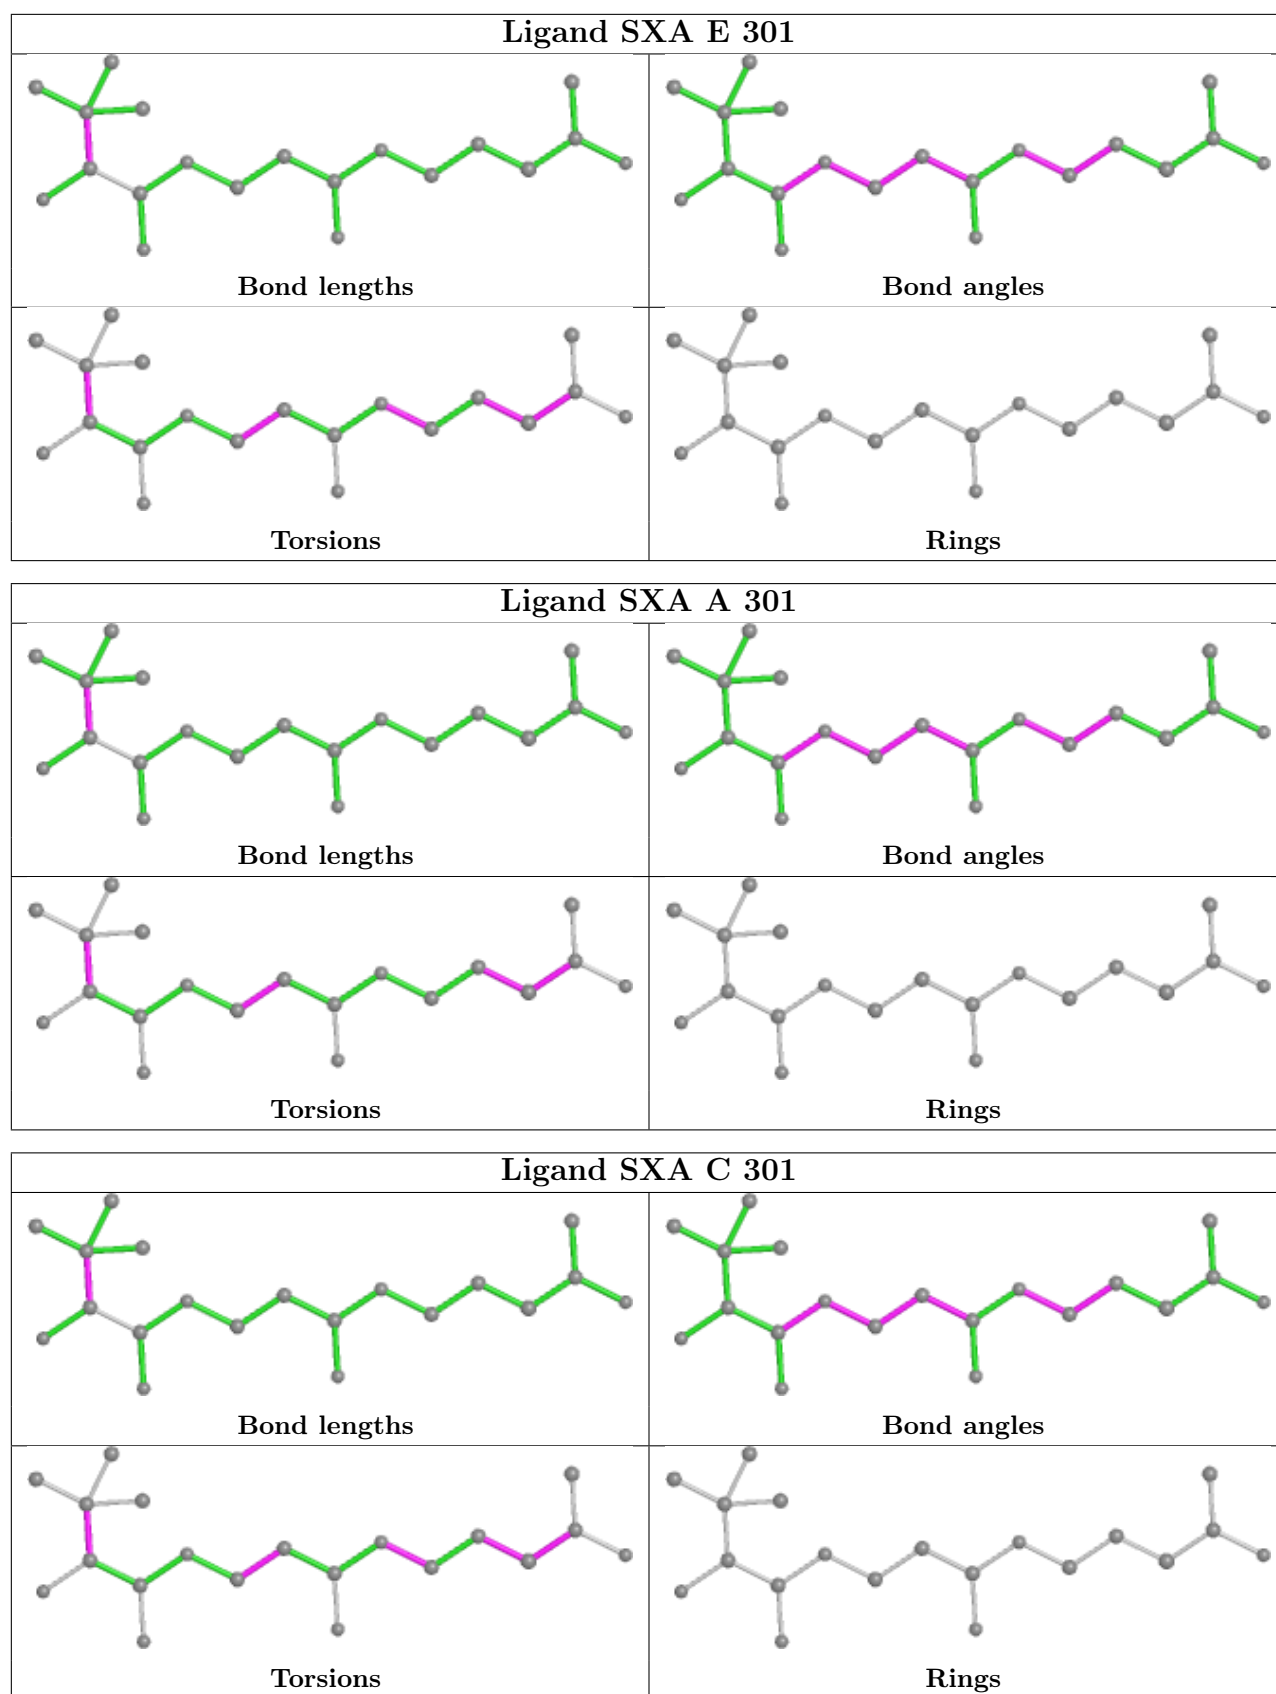 Ligand SXA E 301
Bond lengths
Bond angles
Torsions
Rings
Ligand SXA A 301
Bond lengths
Bond angles
Torsions
Rings
Ligand SXA C 301
Bond lengths
Bond angles
Torsions
Rings